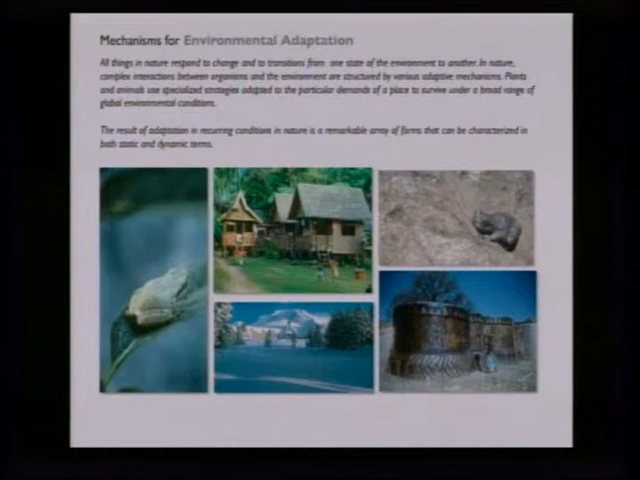 Mechanisms for Environmental Adaptation
All things in nature respond to change and to transitions from one state of the environment to another. In nature,
complex interactions between organisms and the environment are structured by various adaptive mechanisms. Plants
and animals use specialized strategies adapted to the particular demands of a place to survive under a broad range of
global environmental conditions.
The result of adaptation in recurring conditions in nature is a remarkable array of forms that can be characterized in
both static and dynamic terms.